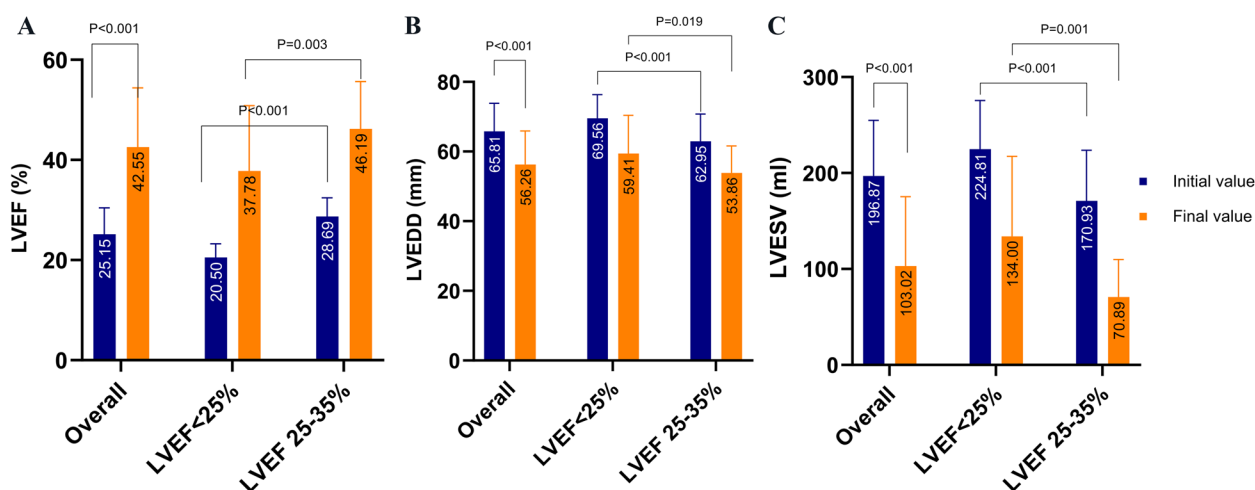 A
P<0.001
P=0.003
P<0.001
LVEF (%)
60
40
20
0
25.15
42.55
20.50
37.78
28.69
46.19
Overall
LVEF<25%
LVEF 25-35%
B
P=0.019
P<0.001
P<0.001
LVEDD (mm)
80
60
40
20
0
65.81
56.26
69.56
59.41
62.95
53.86
Overall
LVEF<25%
LVEF 25-35%
C
P=0.001
P<0.001
P<0.001
LVESV (ml)
300
200
100
0
196.87
103.02
224.81
134.00
170.93
70.89
Overall
LVEF<25%
LVEF 25-35%
Initial value
Final value